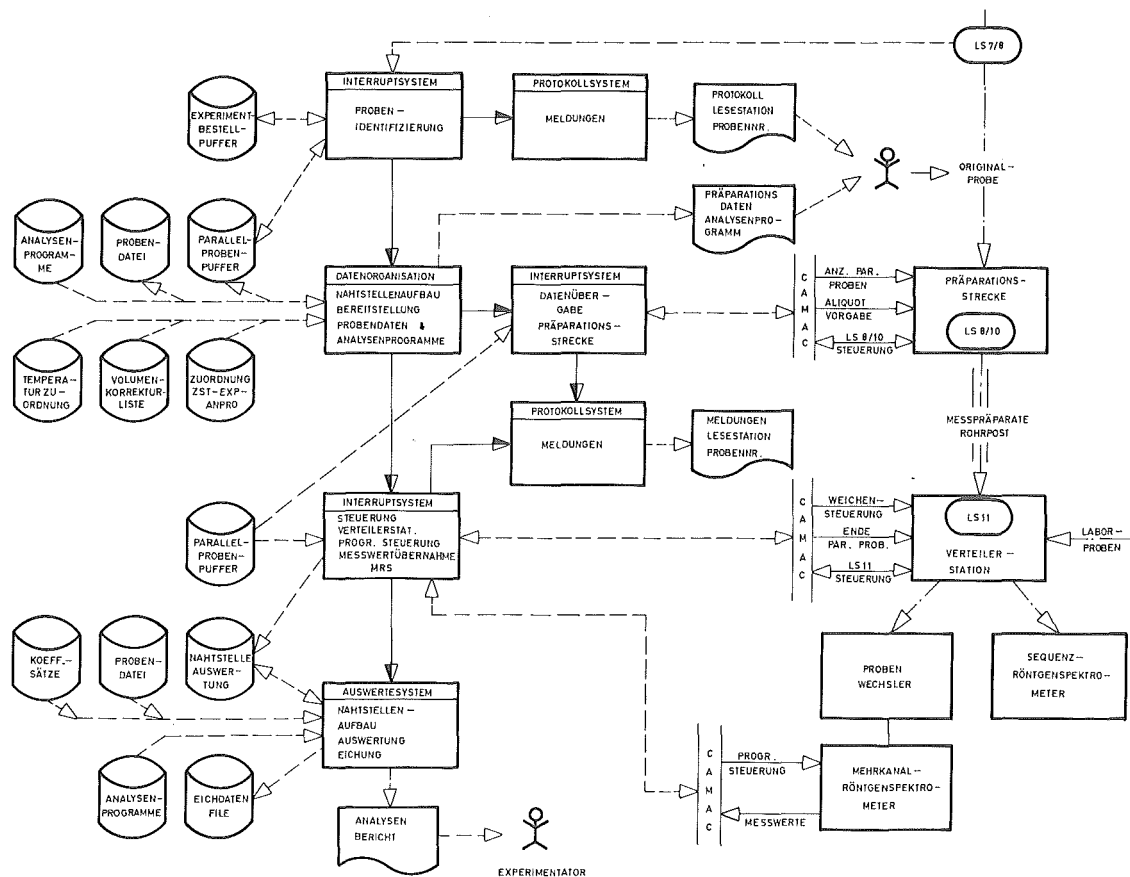 LS 7/8
INTERRUPTSYSTEM
PROBEN –
IDENTIFIZIERUNG
PROTOKOLLSYSTEM
MELDUNGEN
PROTOKOLL
LESESTATION
PROBENNR.
EXPERIMENT-
BESTELL-
PUFFER
ORIGINAL-
PROBE
PRÄPARATIONS
DATEN
ANALYSENPRO-
GRAMM
ANALYSEN-
PROGRAM-
ME
PROBEN-
DATEI
PARALLEL-
PROBEN-
PUFFER
DATENORGANISATION
NAHTSTELLENAUFBAU
BEREITSTELLUNG
PROBENDATEN &
ANALYSENPROGRAMME
INTERRUPTSYSTEM
DATENÜBER-
GABE
PRÄPARATIONS-
STRECKE
CAMAC
ANZ. PAR.
PROBEN
ALIQUOT
VORGABE
LS 8/10
STEUERUNG
PRÄPARATIONS-
STRECKE
LS 8/10
TEMPERA-
TUR ZU-
ORDNUNG
VOLUMEN-
KORREKTUR-
LISTE
ZUORDNUNG
ZST-EXP.-
ANPRO
PROTOKOLLSYSTEM
MELDUNGEN
MELDUNGEN
LESESTATION
PROBENNR.
MESSPRÄPARATE
ROHRPOST
PARALLEL-
PROBEN-
PUFFER
INTERRUPTSYSTEM
STEUERUNG
VERTEILERSTAT.
PROGR. STEUERUNG
MESSWERTÜBERNAHME
MRS
CAMAC
WEICHEN-
STEUERUNG
ENDE
PAR. PROB.
LS 11
STEUERUNG
LS 11
VERTEILER-
STATION
LABOR-
PROBEN
KOEFF.-
SÄTZE
PROBEN-
DATEI
NAHTSTELLE
AUSWER-
TUNG
AUSWERTESYSTEM
NAHTSTELLEN –
AUFBAU
AUSWERTUNG
EICHUNG
PROBEN
WECHSLER
SEQUENZ-
RÖNTGENSPEKTRO-
METER
ANALYSEN-
PROGRAMME
EICHDATEN
FILE
CAMAC
PROGR.
STEUERUNG
MESSWERTE
MEHRKANAL-
RÖNTGENSPEKTRO-
METER
ANALYSEN
BERICHT
EXPERIMENTATOR